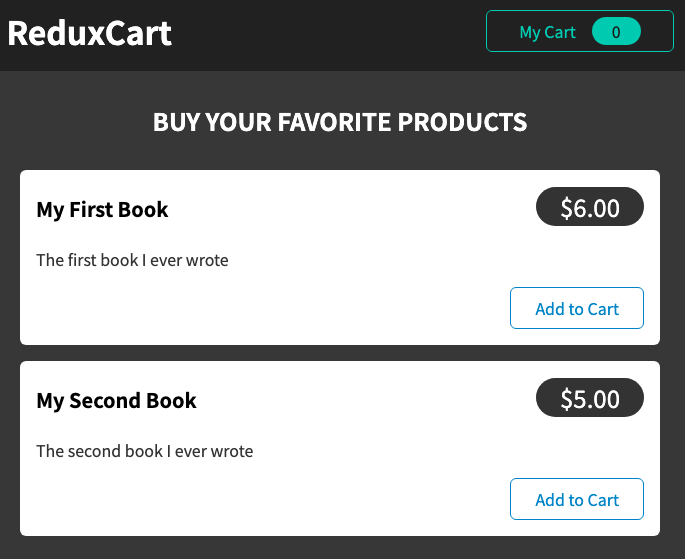 ReduxCart
My Cart 0
BUY YOUR FAVORITE PRODUCTS
My First Book
$6.00
The first book I ever wrote
Add to Cart
My Second Book
$5.00
The second book I ever wrote
Add to Cart